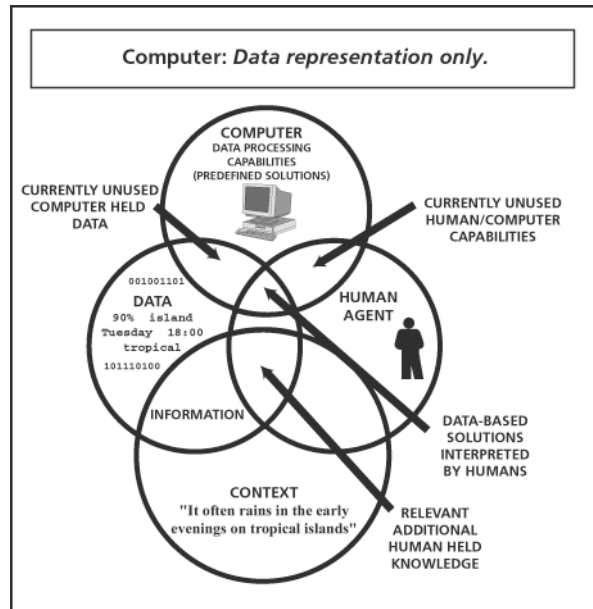 Computer: Data representation only.
COMPUTER
DATA PROCESSING
CAPABILITIES
(PREDEFINED SOLUTIONS)
CURRENTLY UNUSED
COMPUTER HELD
DATA
CURRENTLY UNUSED
HUMAN/COMPUTER
CAPABILITIES
001001101
DATA
90% island
Tuesday 18:00
tropical
101110100
HUMAN
AGENT
INFORMATION
DATA-BASED
SOLUTIONS
INTERPRETED
BY HUMANS
CONTEXT
"It often rains in the early
evenings on tropical islands"
RELEVANT
ADDITIONAL
HUMAN HELD
KNOWLEDGE